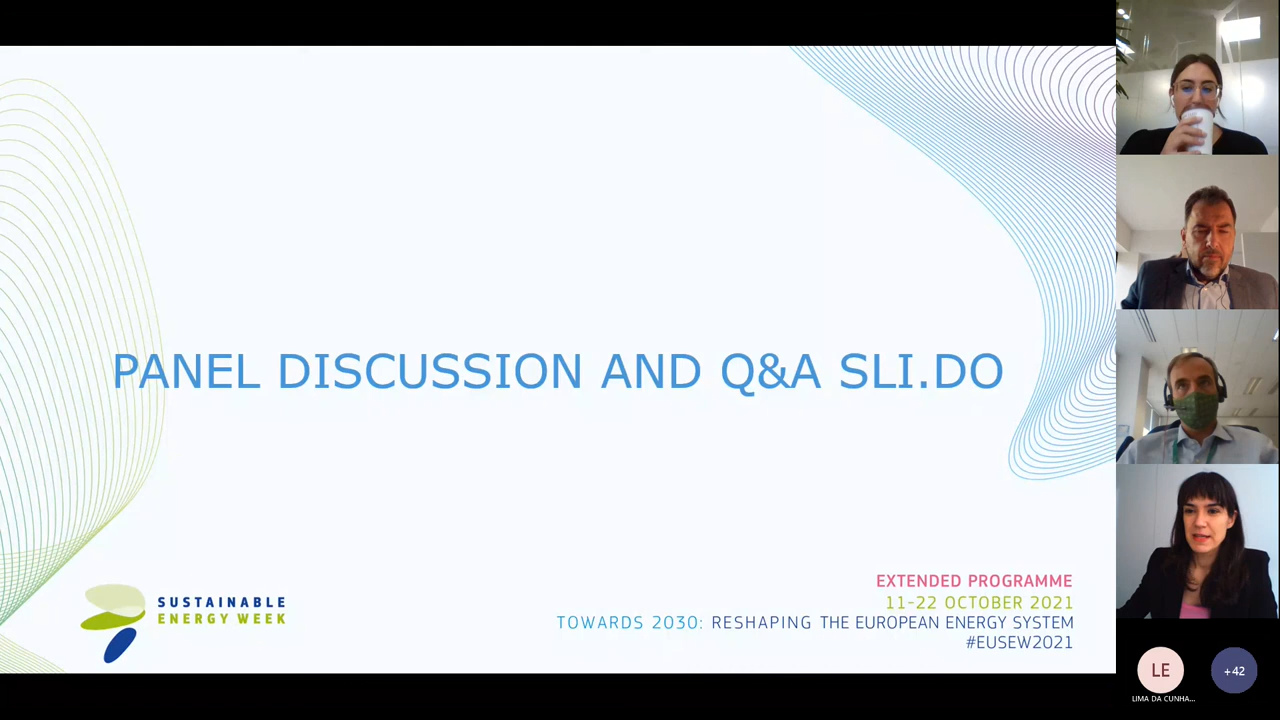 PANEL DISCUSSION AND Q&A SLI.DO
SUSTAINABLE
ENERGY WEEK
EXTENDED PROGRAMME
11-22 OCTOBER 2021
TOWARDS 2030: RESHAPING THE EUROPEAN ENERGY SYSTEM
#EUSEW2021
LE
+42
LIMA DA CUNHA...